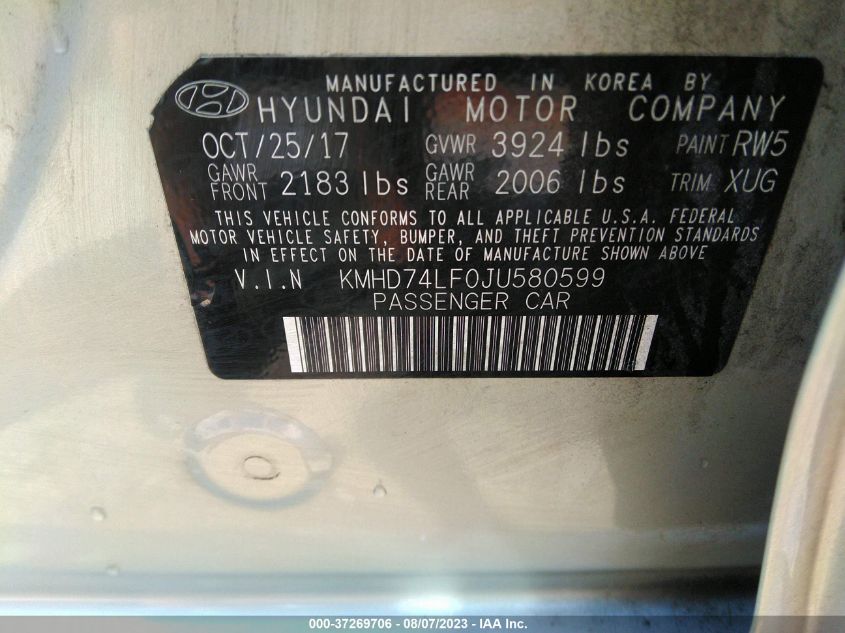 MANUFACTURED IN KOREA BY
HYUNDAI MOTOR COMPANY
OCT/25/17 GVWR 3924 lbs PAINT RW5
GAWR FRONT 2183 lbs GAWR REAR 2006 lbs TRIM XUG
THIS VEHICLE CONFORMS TO ALL APPLICABLE U.S.A. FEDERAL
MOTOR VEHICLE SAFETY, BUMPER, AND THEFT PREVENTION STANDARDS
IN EFFECT ON THE DATE OF MANUFACTURE SHOWN ABOVE
V.I.N KMHD74LF0JU580599
PASSENGER CAR
000-37269706 - 08/07/2023 - IAA Inc.